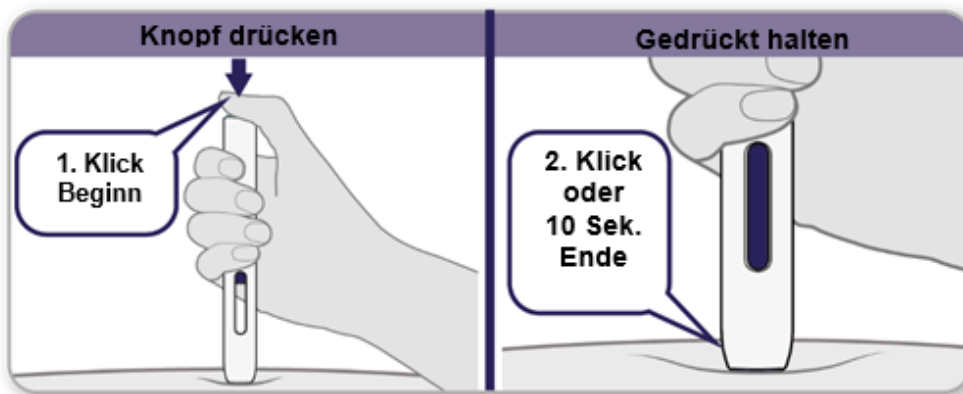 Knopf drücken
1. Klick
Beginn
Gedrückt halten
2. Klick
oder
10 Sek.
Ende